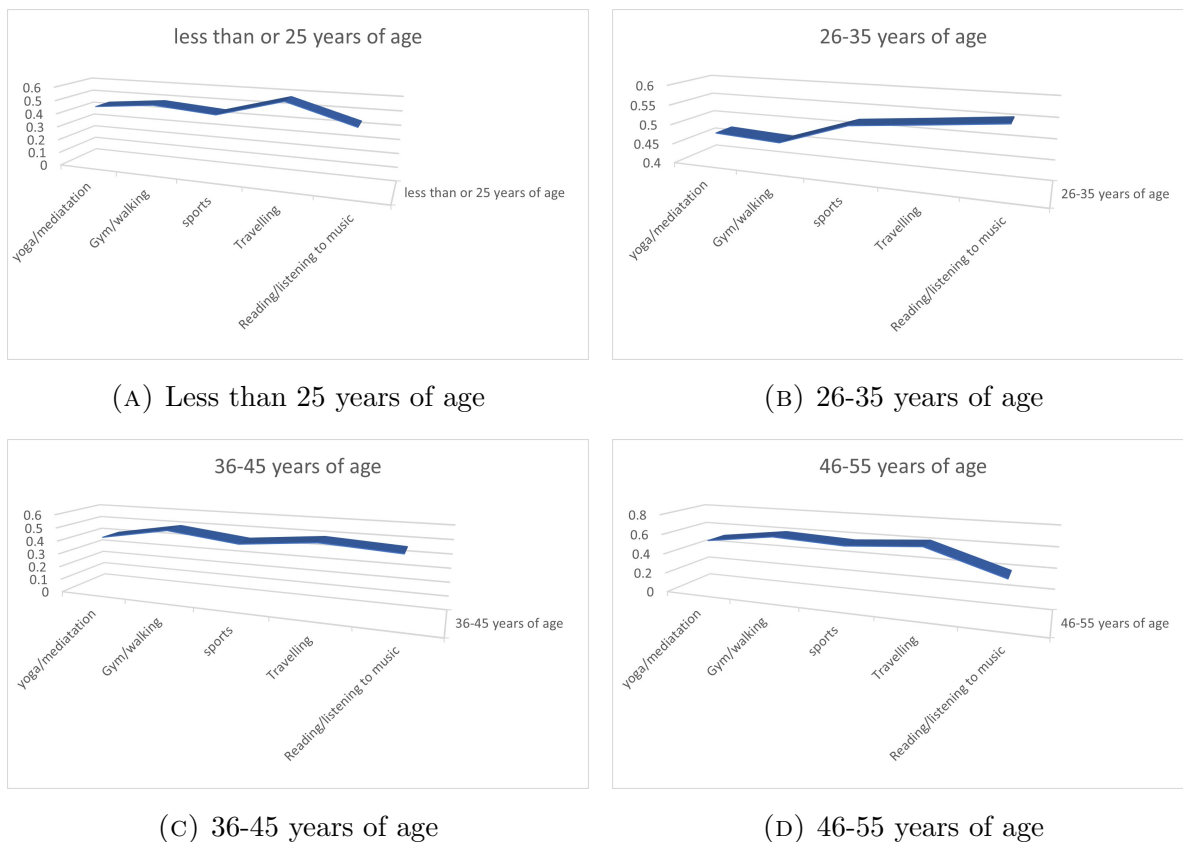 less than or 25 years of age
0.6
0.5
0.4
0.3
0.2
0.1
0
yoga/mediatation
Gym/walking
sports
Travelling
Reading/listening to music
less than or 25 years of age
(A) Less than 25 years of age
26-35 years of age
0.6
0.55
0.5
0.45
0.4
yoga/mediatation
Gym/walking
sports
Travelling
Reading/listening to music
26-35 years of age
(B) 26-35 years of age
36-45 years of age
0.6
0.5
0.4
0.3
0.2
0.1
0
yoga/mediatation
Gym/walking
sports
Travelling
Reading/listening to music
36-45 years of age
(C) 36-45 years of age
46-55 years of age
0.8
0.6
0.4
0.2
0
yoga/mediatation
Gym/walking
sports
Travelling
Reading/listening to music
46-55 years of age
(D) 46-55 years of age